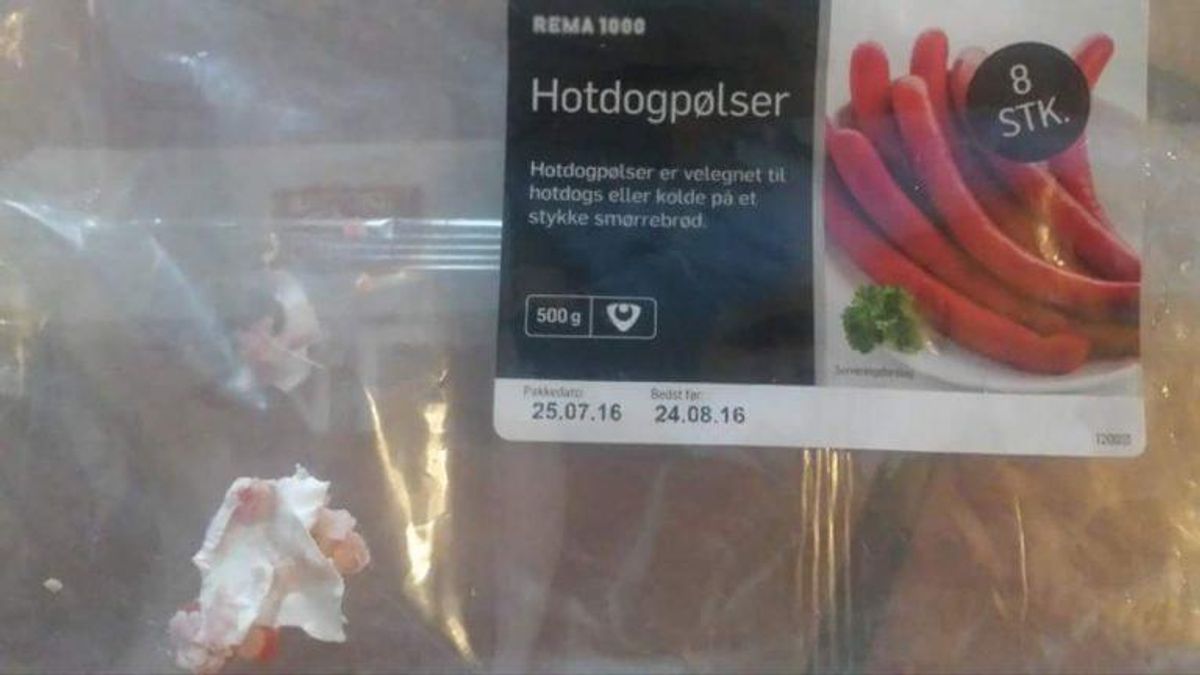 REMA 1000
Hotdogpølser
8
STK.
Hotdogpølser er velegnet til
hotdogs eller kolde på et
stykke smørrebrød.
500 g
Serveringsforslag
Pakkedato: Bedst før:
25.07.16 24.08.16